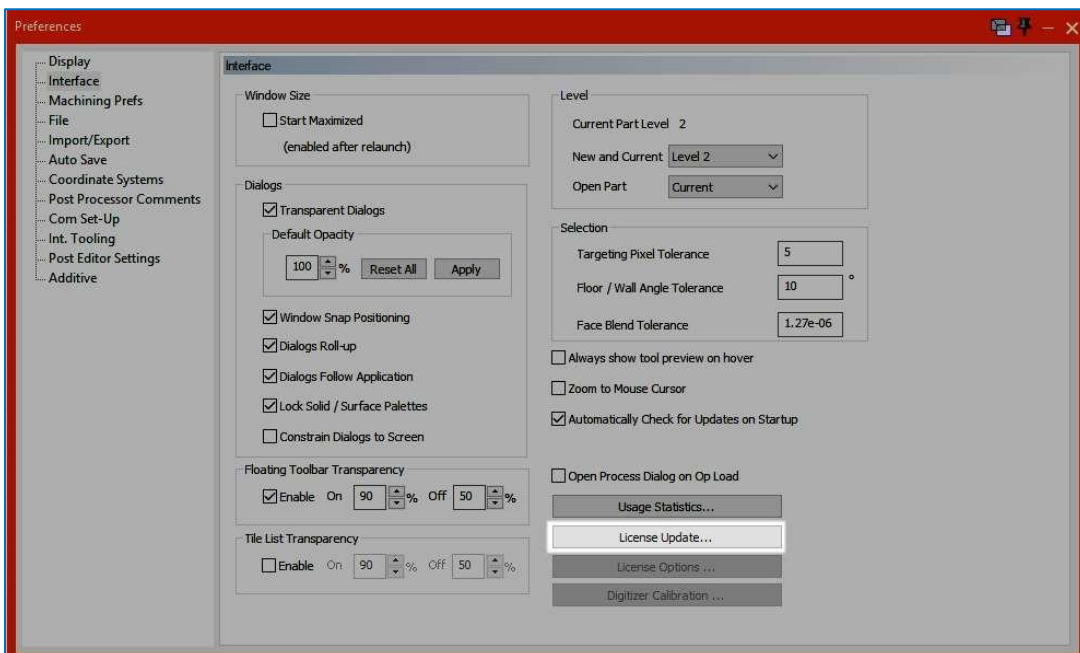 Preferences
Display
Interface
Machining Prefs
File
Import/Export
Auto Save
Coordinate Systems
Post Processor Comments
Com Set-Up
Int. Tooling
Post Editor Settings
Additive
Interface
Window Size
Start Maximized
(enabled after relaunch)
Dialogs
Transparent Dialogs
Default Opacity
100 % Reset All Apply
Window Snap Positioning
Dialogs Roll-up
Dialogs Follow Application
Lock Solid / Surface Palettes
Constrain Dialogs to Screen
Floating Toolbar Transparency
Enable On 90 % Off 50 %
Tile List Transparency
Enable On 90 % Off 50 %
Level
Current Part Level 2
New and Current Level 2
Open Part Current
Selection
Targeting Pixel Tolerance 5
Floor / Wall Angle Tolerance 10 °
Face Blend Tolerance 1.27e-06
Always show tool preview on hover
Zoom to Mouse Cursor
Automatically Check for Updates on Startup
Open Process Dialog on Op Load
Usage Statistics...
License Update...
License Options ...
Digitizer Calibration ...